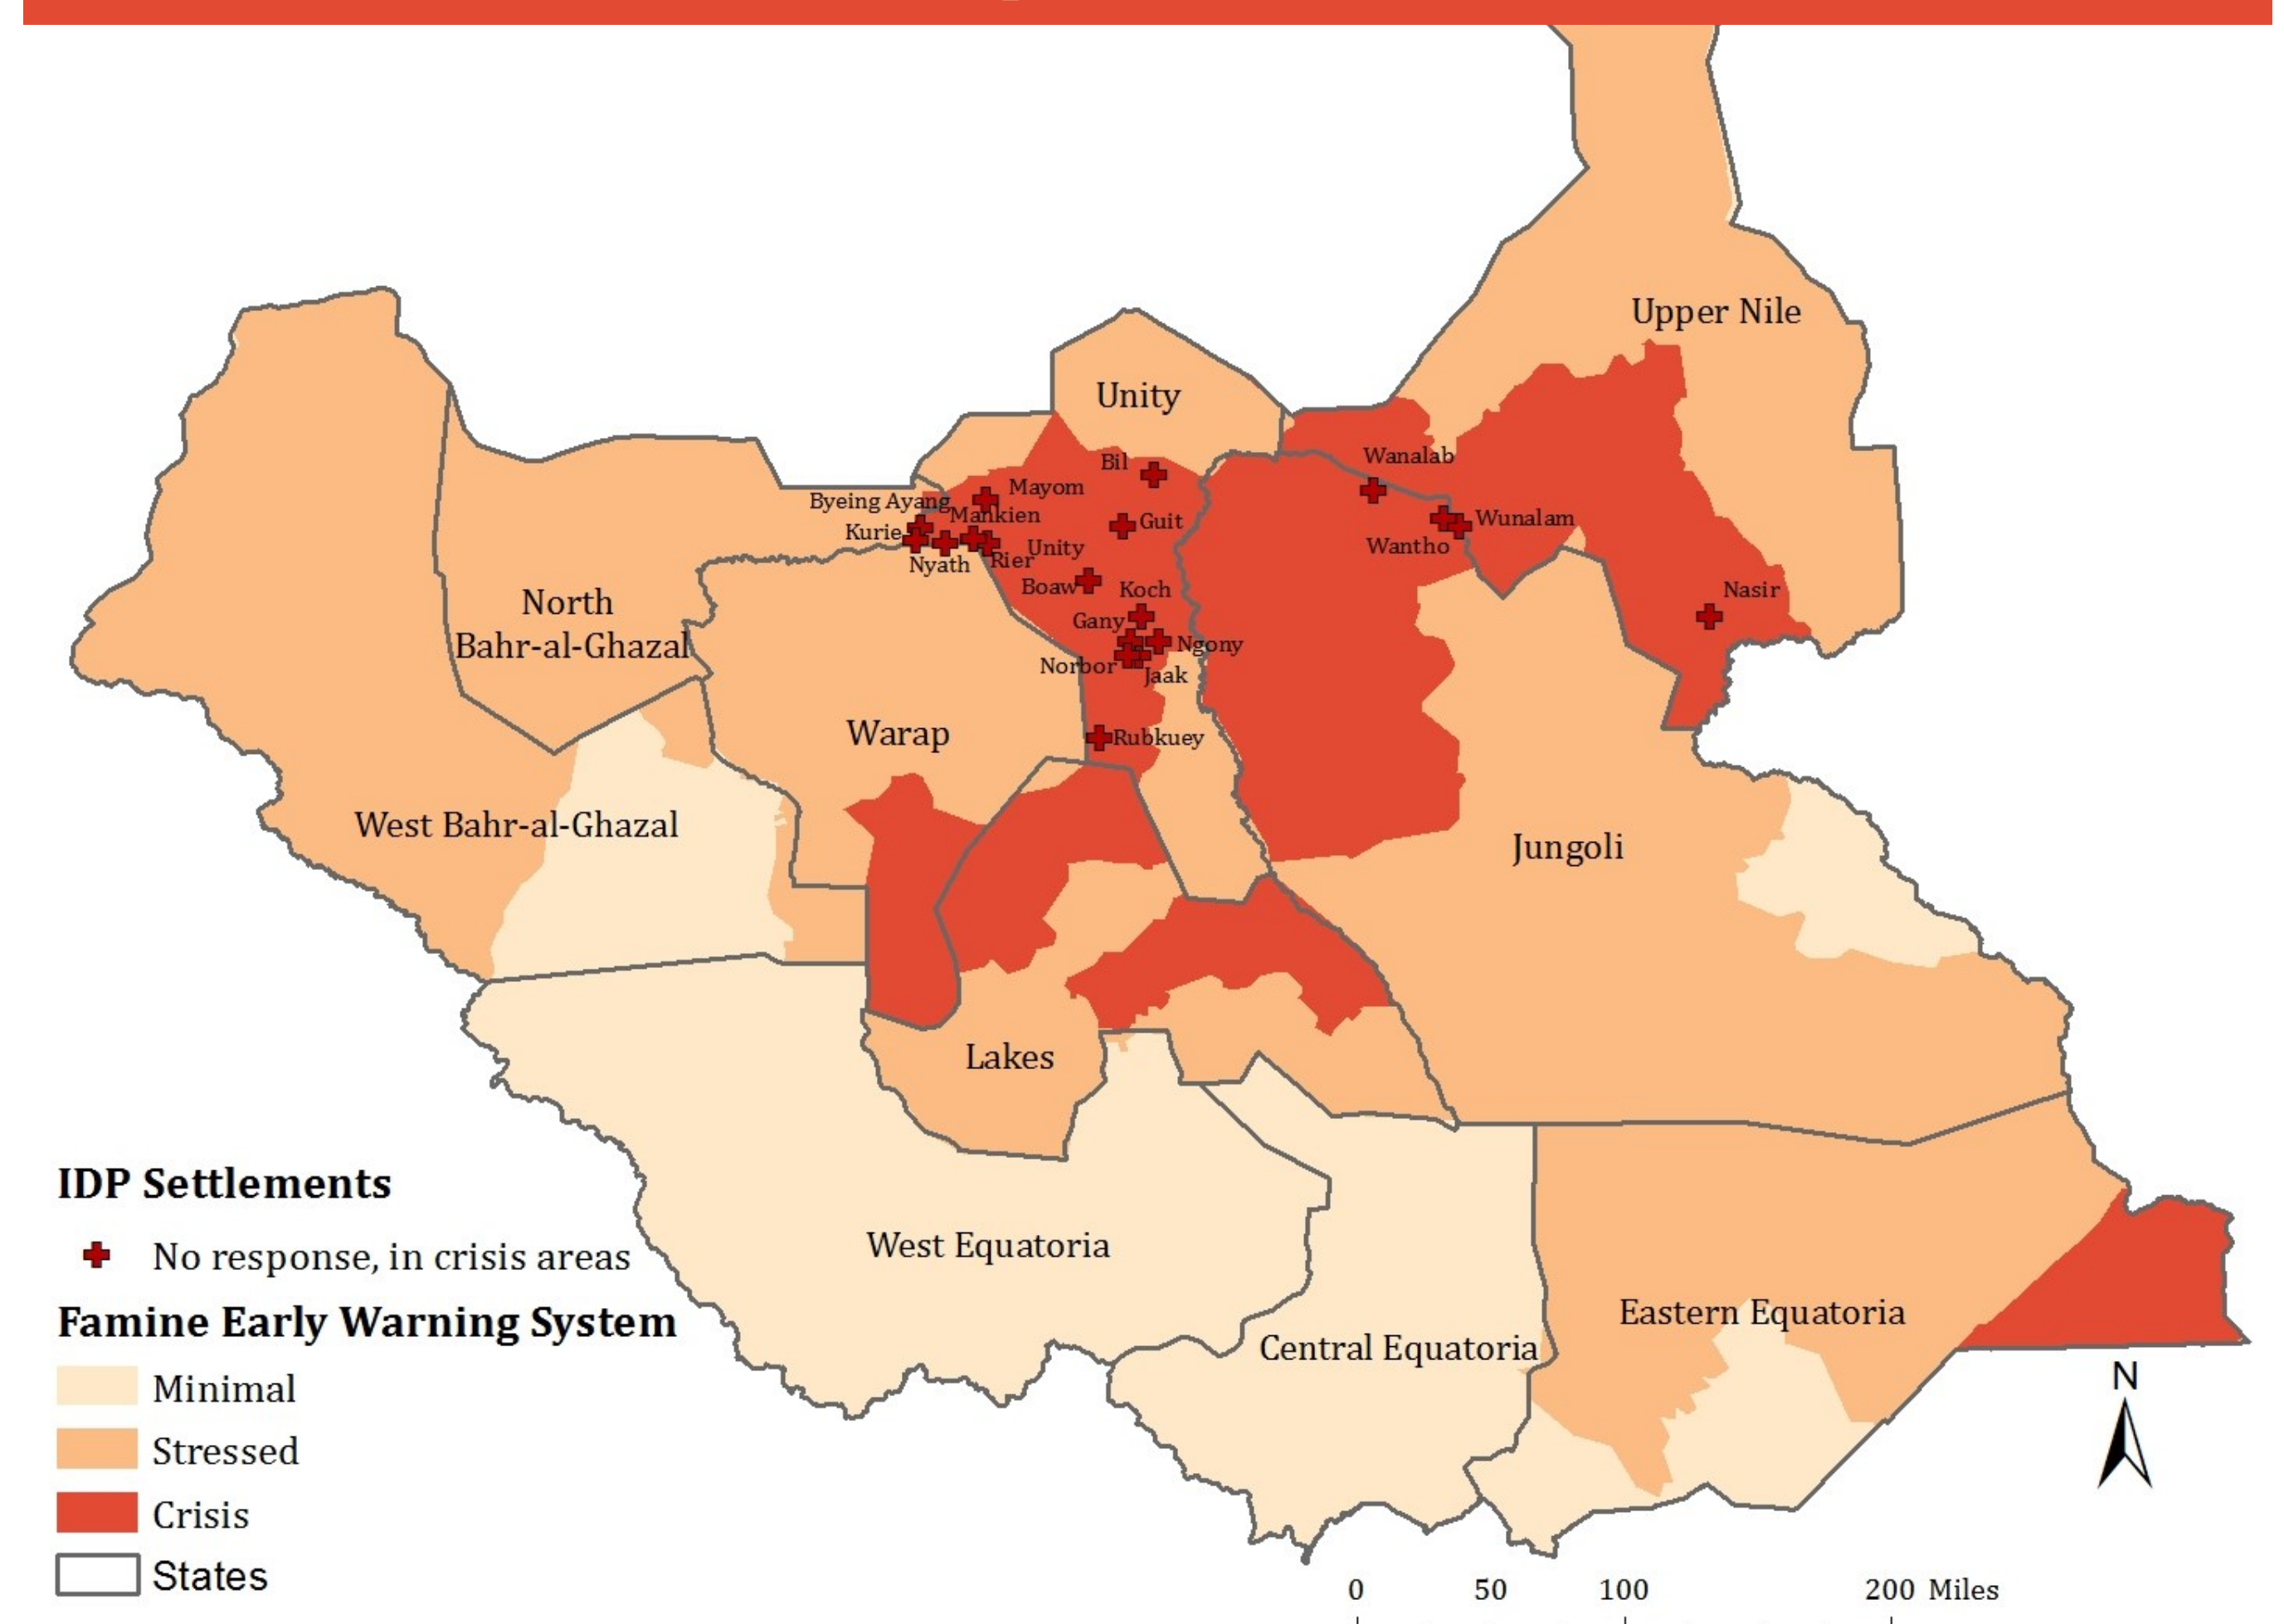 Upper Nile
Unity
Bil
Wanalab
Mayom
Byeing Ayang
Mankien
Guit
Wunalam
Kurie
Unity
Wantho
Nyath
Rier
Boaw
Koch
Nasir
North
Bahr-al-Ghazal
Gany
Ngony
Norbor
Jaak
Warap
Rubkuey
West Bahr-al-Ghazal
Jungoli
Lakes
West Equatoria
Eastern Equatoria
Central Equatoria
IDP Settlements
No response, in crisis areas
Famine Early Warning System
Minimal
Stressed
Crisis
States
N
0 50 100 200 Miles